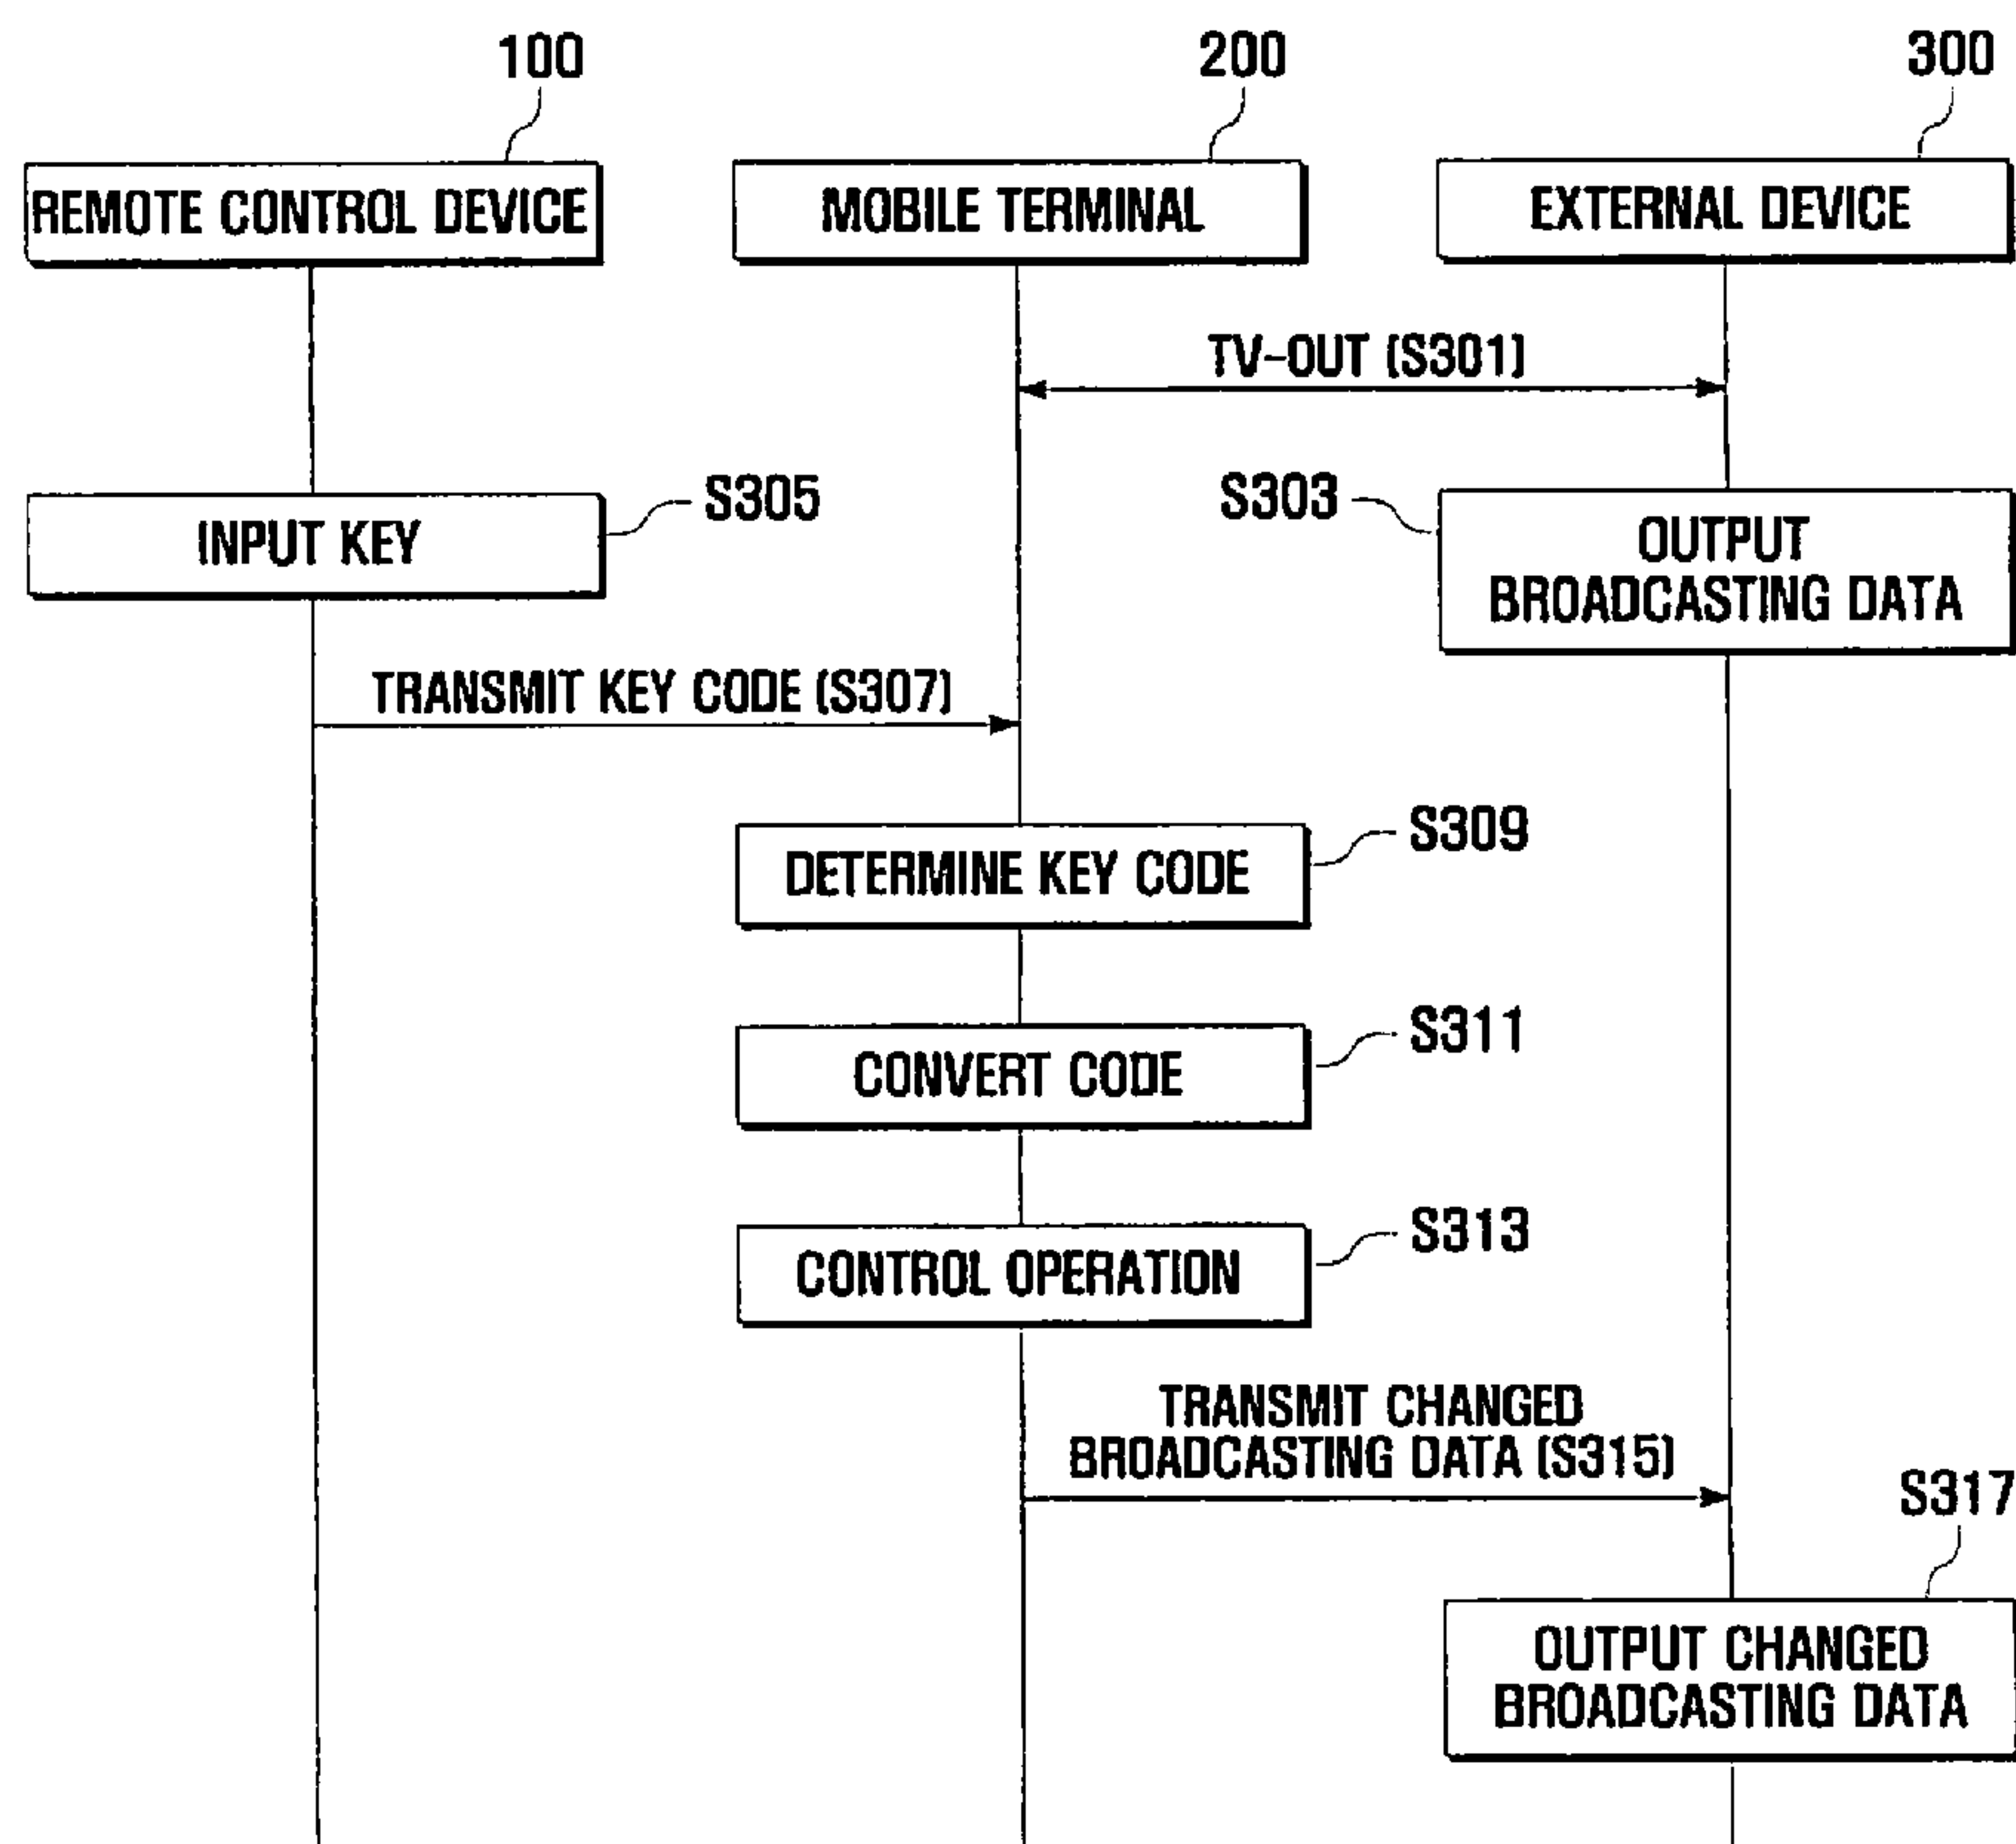 100
200
300
REMOTE CONTROL DEVICE
MOBILE TERMINAL
EXTERNAL DEVICE
TV-OUT (S301)
INPUT KEY
S305
S303
OUTPUT
BROADCASTING DATA
TRANSMIT KEY CODE (S307)
DETERMINE KEY CODE
S309
CONVERT CODE
S311
CONTROL OPERATION
S313
TRANSMIT CHANGED
BROADCASTING DATA (S315)
S317
OUTPUT CHANGED
BROADCASTING DATA